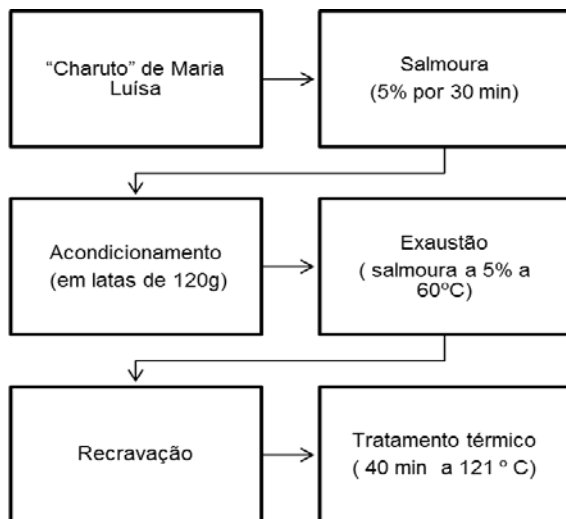 “Charuto” de Maria
Luísa
Salmoura
(5% por 30 min)
Acondicionamento
(em latas de 120g)
Exaustão
( salmoura a 5% a
60ºC)
Recravação
Tratamento térmico
( 40 min  a 121 º C)